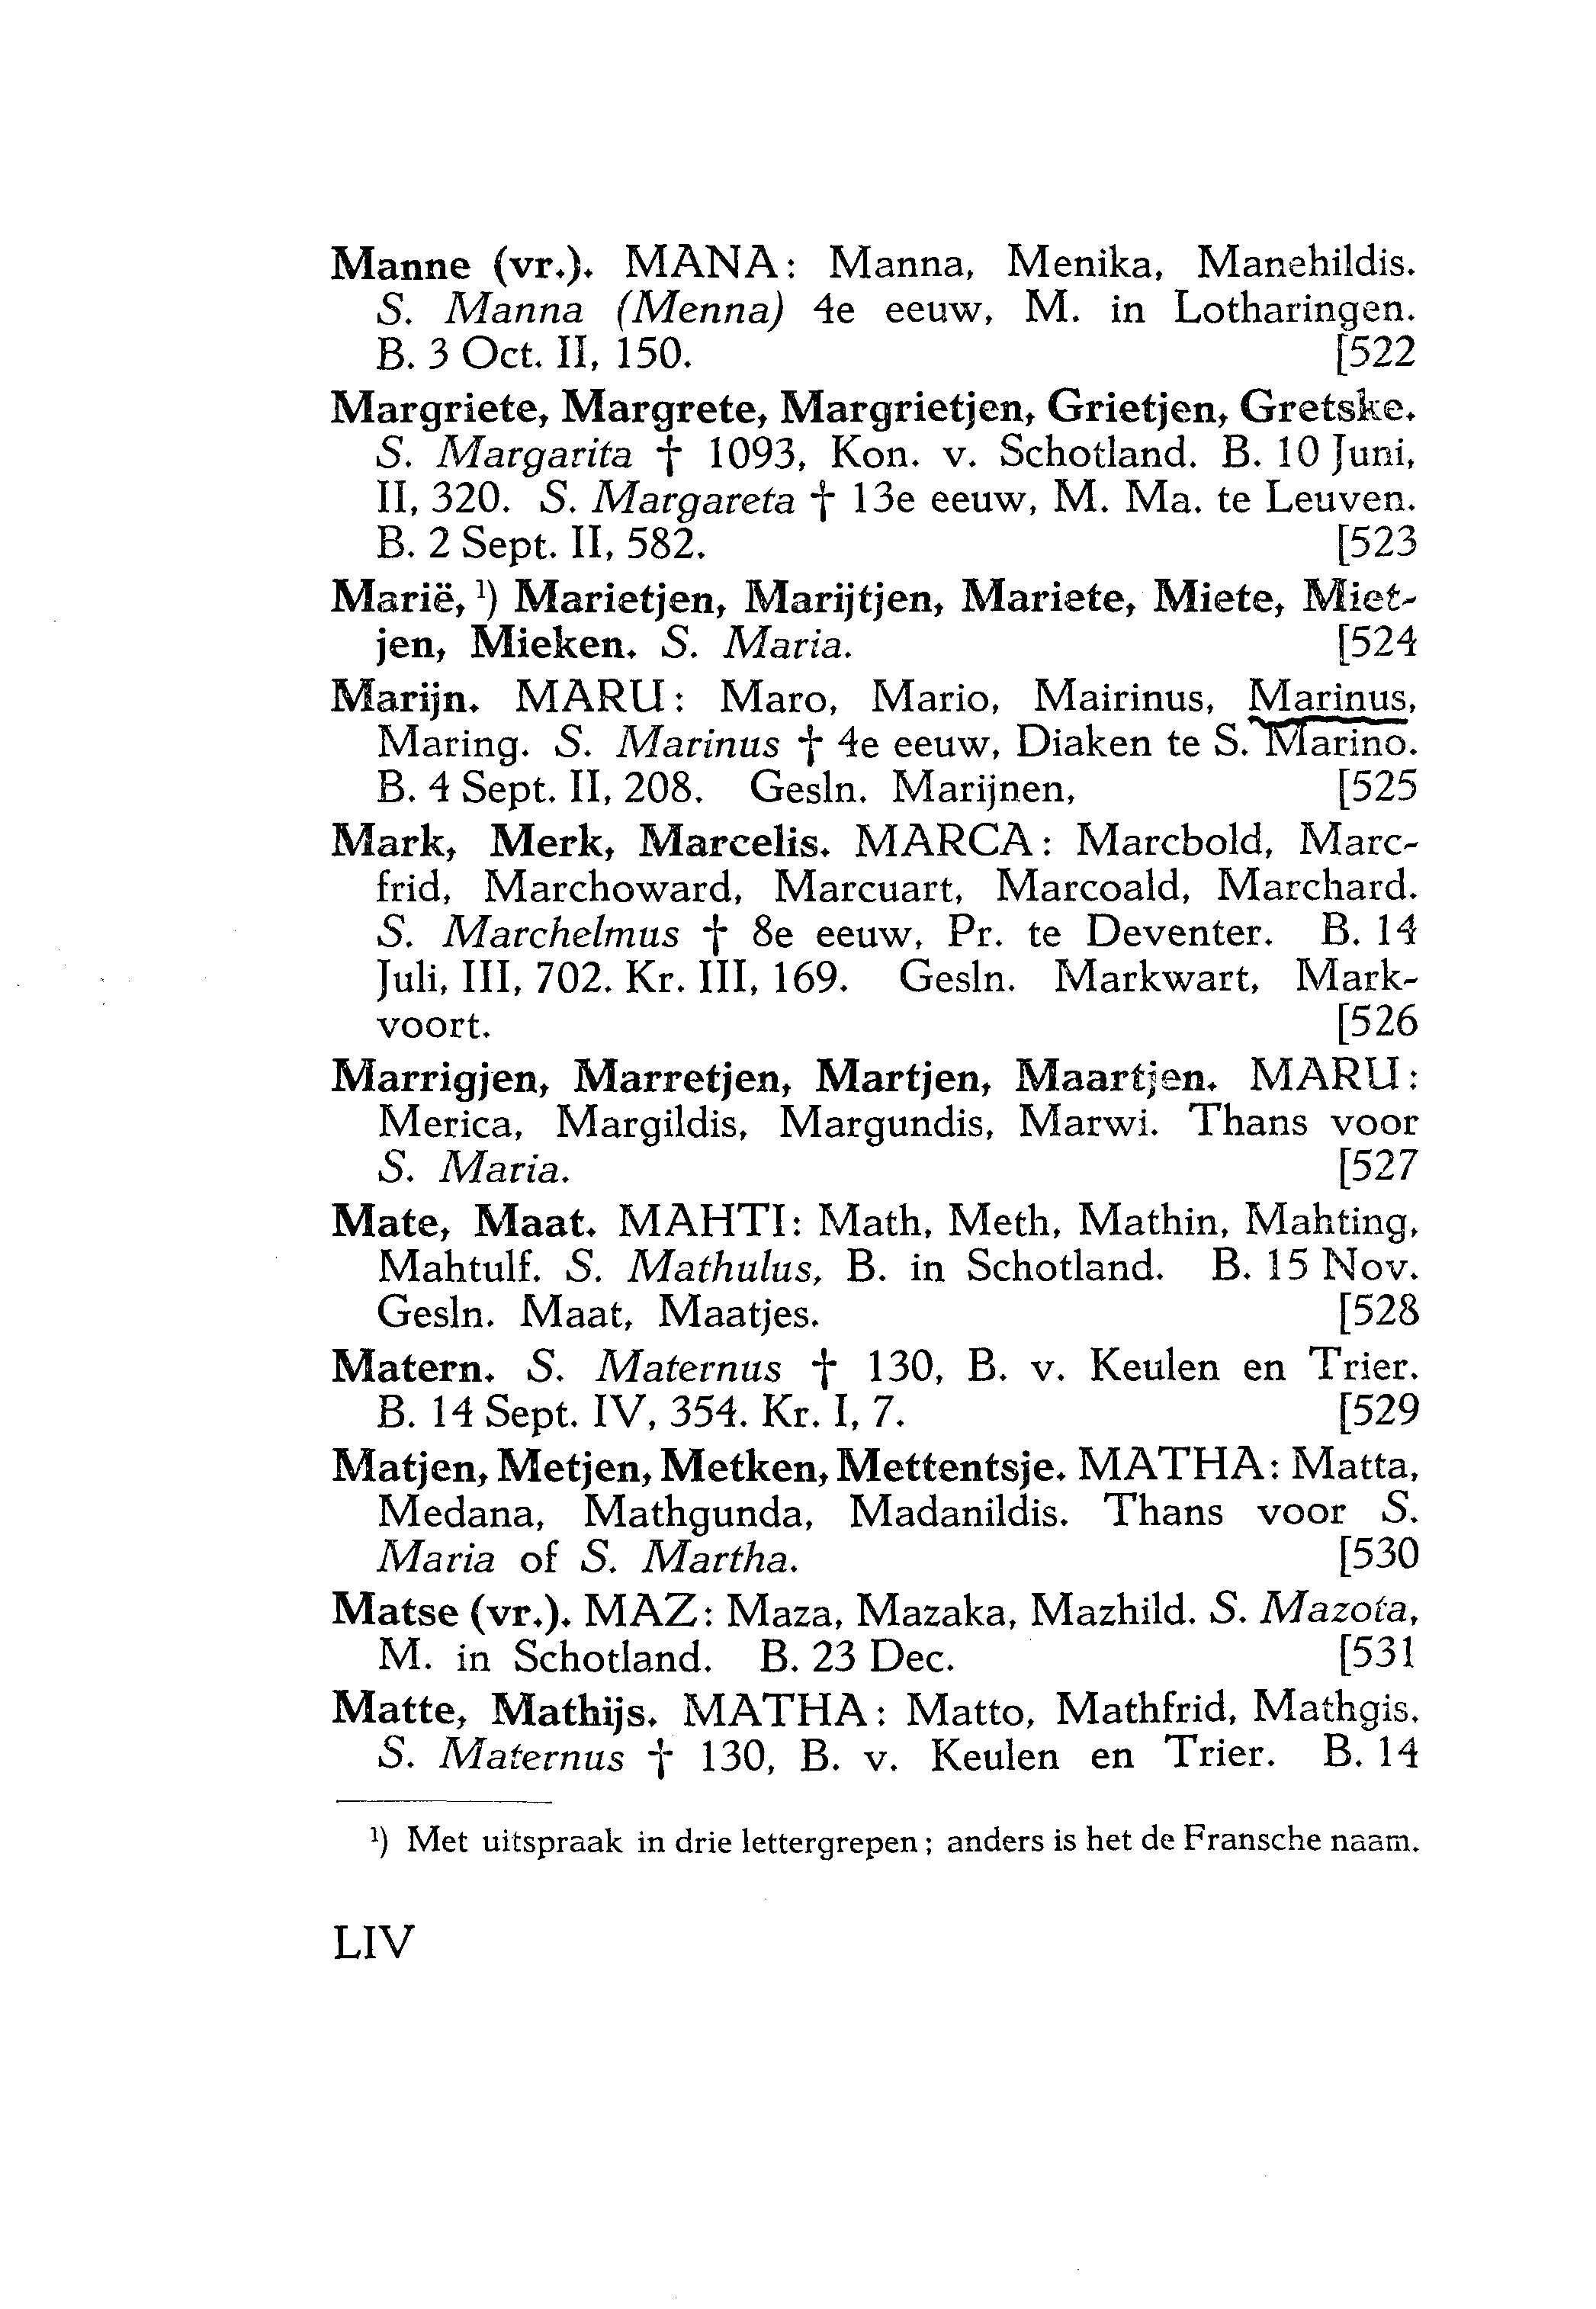 Manne (vr.). MANA: Manna, Menika, Manehildis.
S. Manna (Menna) 4e eeuw, M. in Lotharingen.
B. 3 Oct. II, 150. [522
Margriete, Margrete, Margrietjen, Grietjen, Gretske.
S. Margarita † 1093, Kon. v. Schotland. B. 10 Juni,
II, 320. S. Margareta † 13e eeuw, M. Ma. te Leuven.
B. 2 Sept. II, 582. [523
Marië, ¹) Marietjen, Marijtjen, Mariete, Miete, Miet-
jen, Mieken. S. Maria. [524
Marijn. MARU: Maro, Mario, Mairinus, Marinus,
Maring. S. Marinus † 4e eeuw, Diaken te S. Marino.
B. 4 Sept. II, 208. Gesln. Marijnen, [525
Mark, Merk, Marcelis. MARCA: Marcbold, Marc-
frid, Marchoward, Marcuart, Marcoald, Marchard.
S. Marchelmus † 8e eeuw, Pr. te Deventer. B. 14
Juli, III, 702. Kr. III, 169. Gesln. Markwart, Mark-
voort. [526
Marrigjen, Marretjen, Martjen, Maartjen. MARU:
Merica, Margildis, Margundis, Marwi. Thans voor
S. Maria. [527
Mate, Maat. MAHTI: Math, Meth, Mathin, Mahting,
Mahtulf. S. Mathulus, B. in Schotland. B. 15 Nov.
Gesln. Maat, Maatjes. [528
Matern. S. Maternus † 130, B. v. Keulen en Trier.
B. 14 Sept. IV, 354. Kr. I, 7. [529
Matjen, Metjen, Metken, Mettentsje. MATHA: Matta,
Medana, Mathgunda, Madanildis. Thans voor S.
Maria of S. Martha. [530
Matse (vr.). MAZ: Maza, Mazaka, Mazhild. S. Mazota,
M. in Schotland. B. 23 Dec. [531
Matte, Mathijs. MATHA: Matto, Mathfrid, Mathgis.
S. Maternus † 130, B. v. Keulen en Trier. B. 14
¹) Met uitspraak in drie lettergrepen; anders is het de Fransche naam.
LIV